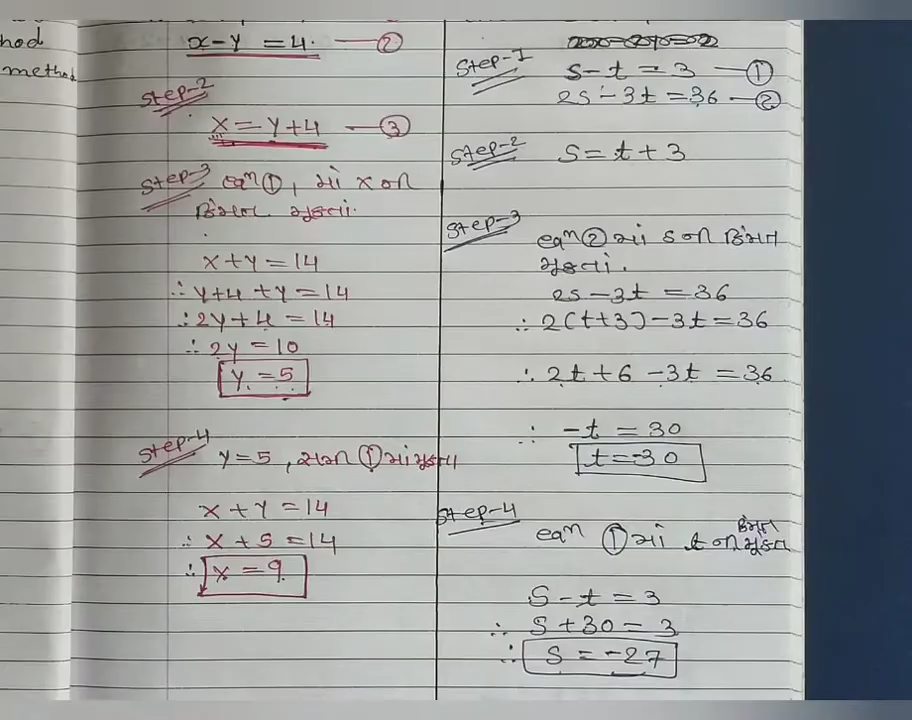 hod
method
x-y = 4. —②
Step-2
x = y+4 —③
Step-3 eqn ①, માં x ની
કિંમત મૂકતાં.
x+y = 14
∴ y+4 +y = 14
∴ 2y+4 = 14
∴ 2y = 10
y = 5
Step-4 y=5, સમી ① માં મૂકતા
x + y = 14
∴ x + 5 = 14
∴ x = 9
Step-1
s-t = 3 —①
2s-3t = 36 —②
Step-2 s = t+3
Step-3
eqn ② માં s ની કિંમત
મૂકતાં.
2s-3t = 36
∴ 2(t+3)-3t = 36
∴ 2t+6 -3t = 36
∴ -t = 30
t = -30
Step-4
eqn ① માં t ની કિંમત મૂકતા
s-t = 3
∴ s+30 = 3
∴ s = -27